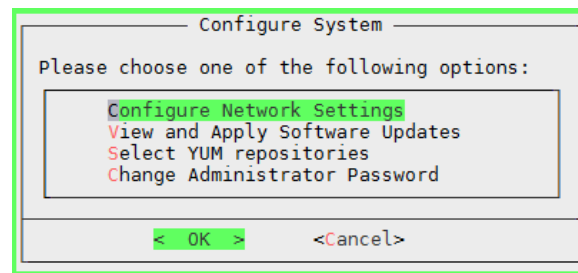 Configure System
Please choose one of the following options:
Configure Network Settings
View and Apply Software Updates
Select YUM repositories
Change Administrator Password
< OK > <Cancel>